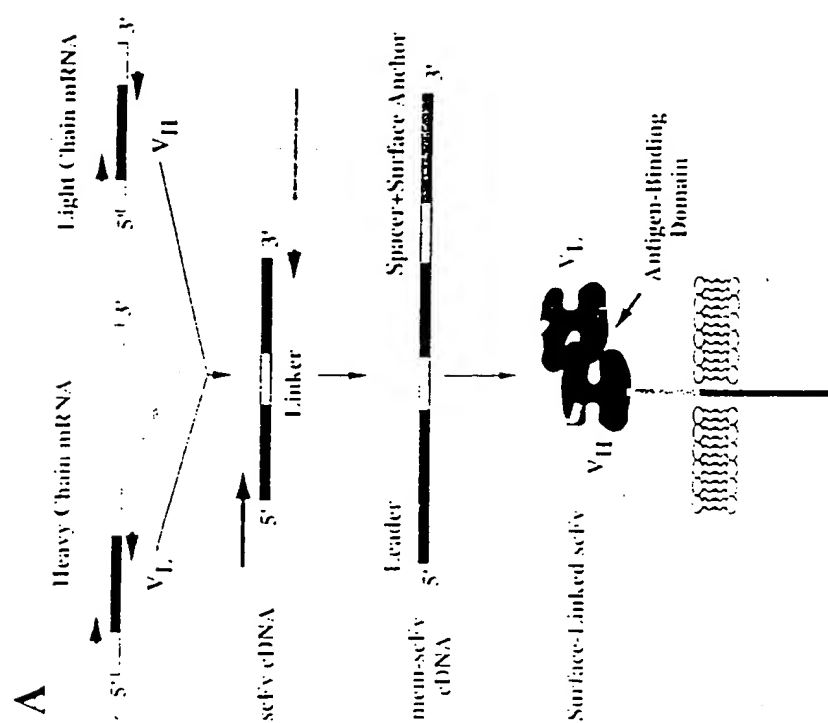 A
Heavy Chain mRNA
Light Chain mRNA
5'
3'
5'
3'
VL
VH
scFv cDNA
5'
3'
Linker
Leader
Spacer+Surface Anchor
mem-scFv
cDNA
5'
3'
Surface-Linked scFv
VH
VL
Antigen-Binding
Domain